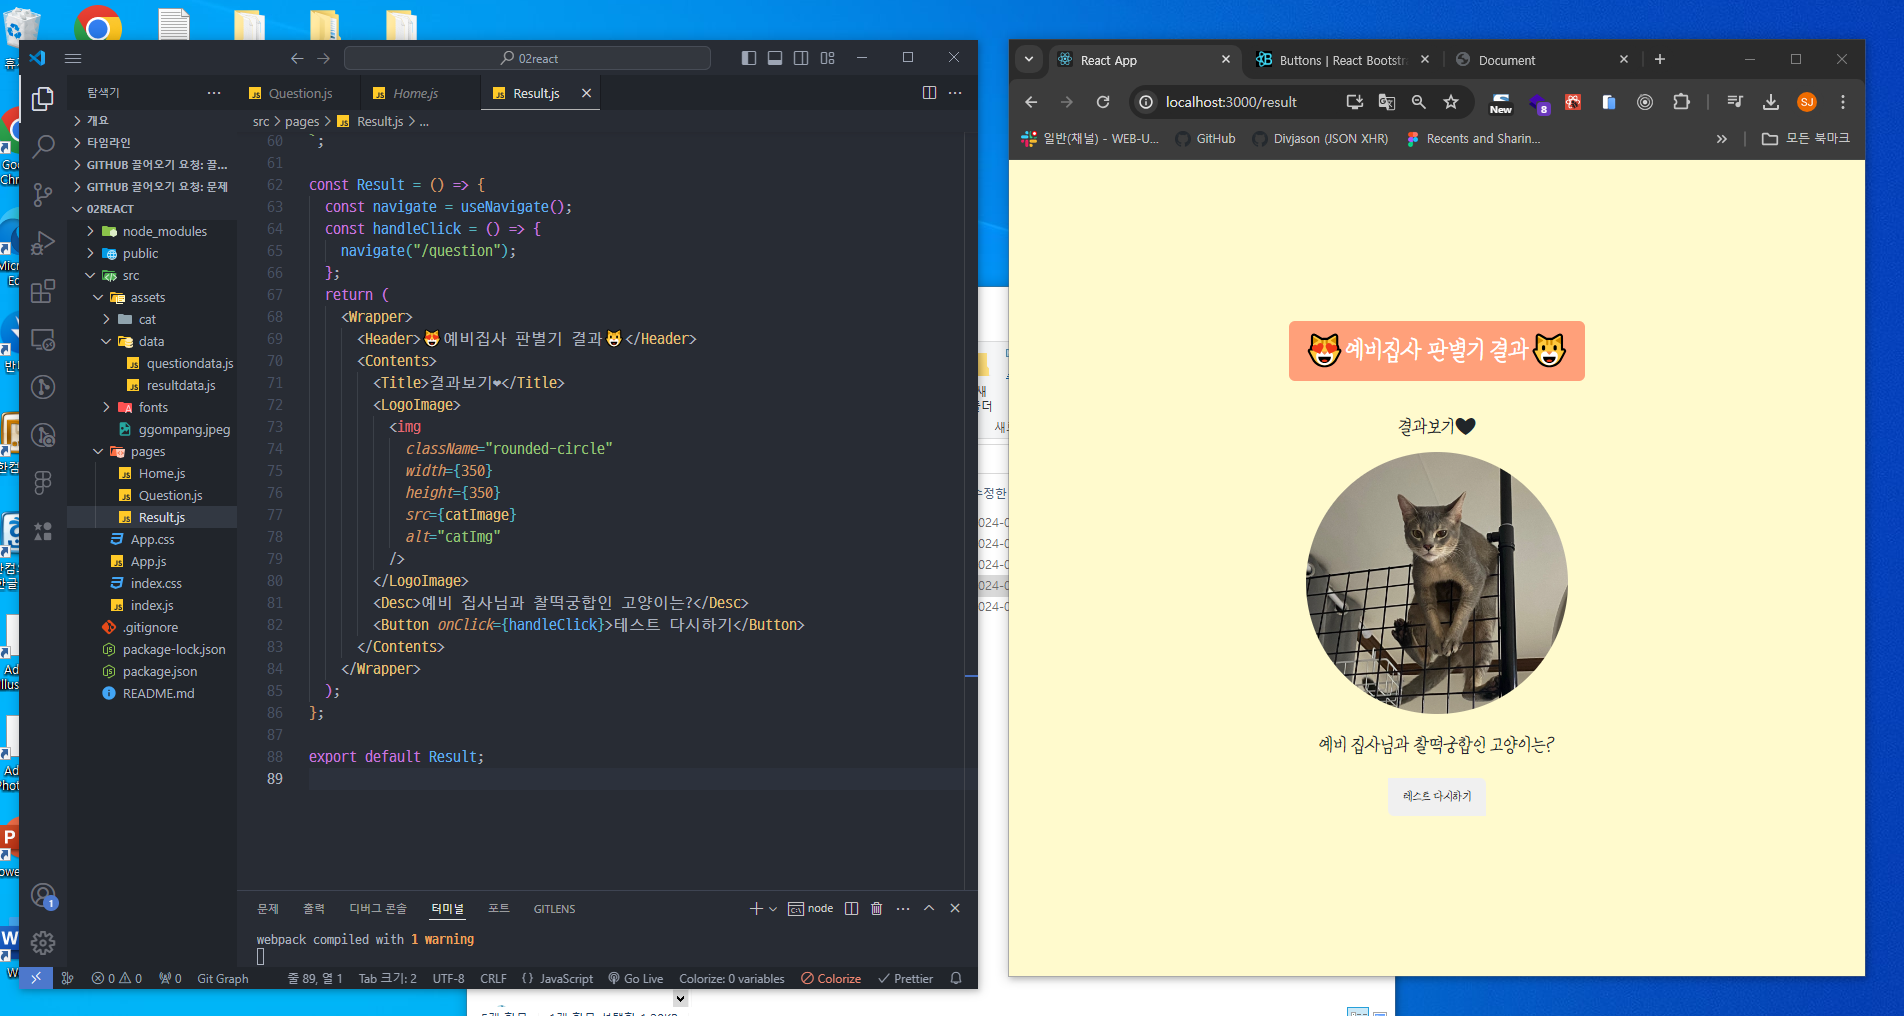 02react
탐색기
개요
타임라인
GITHUB 끌어오기 요청: 끌...
GITHUB 끌어오기 요청: 문제
02REACT
node_modules
public
src
assets
cat
data
questiondata.js
resultdata.js
fonts
ggompang.jpeg
pages
Home.js
Question.js
Result.js
App.css
App.js
index.css
index.js
.gitignore
package-lock.json
package.json
README.md
Question.js
Home.js
Result.js
src > pages > Result.js > ...
60 `;
61
62 const Result = () => {
63 const navigate = useNavigate();
64 const handleClick = () => {
65 navigate("/question");
66 };
67 return (
68 <Wrapper>
69 <Header>😻예비집사 판별기 결과🐱</Header>
70 <Contents>
71 <Title>결과보기❤</Title>
72 <LogoImage>
73 <img
74 className="rounded-circle"
75 width={350}
76 height={350}
77 src={catImage}
78 alt="catImg"
79 />
80 </LogoImage>
81 <Desc>예비 집사님과 찰떡궁합인 고양이는?</Desc>
82 <Button onClick={handleClick}>테스트 다시하기</Button>
83 </Contents>
84 </Wrapper>
85 );
86 };
87
88 export default Result;
89
문제 출력 디버그 콘솔 터미널 포트 GITLENS
node
webpack compiled with 1 warning
1
0 0 0 Git Graph 줄 89, 열 1 Tab 크기: 2 UTF-8 CRLF {} JavaScript Go Live Colorize: 0 variables Colorize Prettier
React App
Buttons | React Bootstr
Document
localhost:3000/result
New
8
SJ
일반(채널) - WEB-U...
GitHub
Divjason (JSON XHR)
Recents and Sharin...
모든 북마크
😻예비집사 판별기 결과🐱
결과보기🖤
예비 집사님과 찰떡궁합인 고양이는?
테스트 다시하기